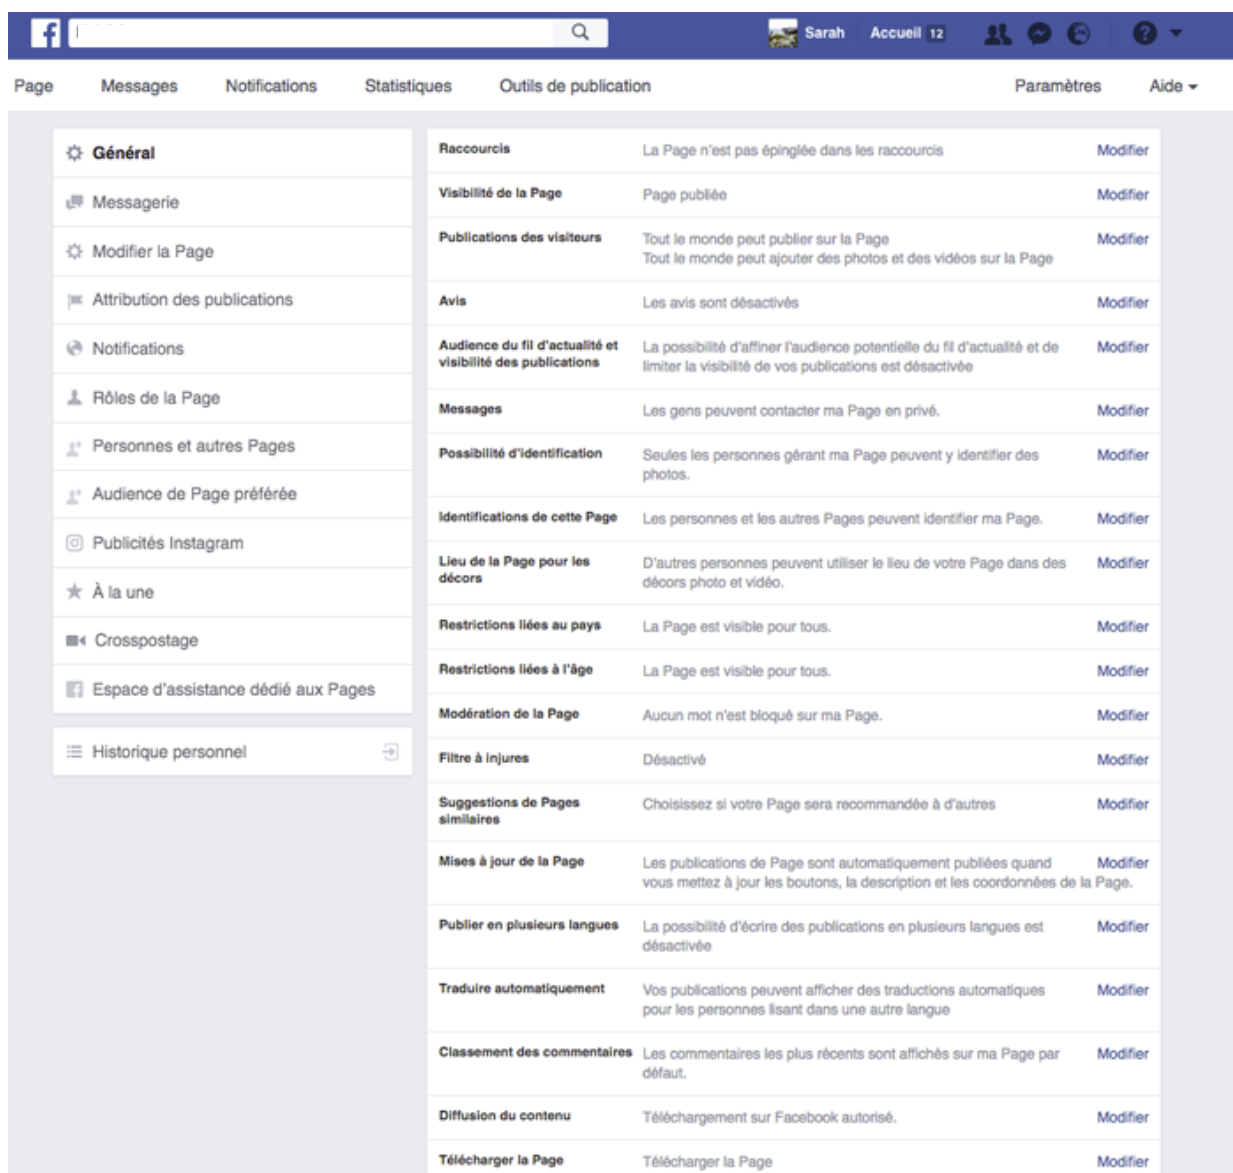 f
Sarah
Accueil 12
Page
Messages
Notifications
Statistiques
Outils de publication
Paramètres
Aide
Général
Messagerie
Modifier la Page
Attribution des publications
Notifications
Rôles de la Page
Personnes et autres Pages
Audience de Page préférée
Publicités Instagram
À la une
Crosspostage
Espace d'assistance dédié aux Pages
Historique personnel
Raccourcis
La Page n'est pas épinglée dans les raccourcis
Modifier
Visibilité de la Page
Page publiée
Modifier
Publications des visiteurs
Tout le monde peut publier sur la Page
Tout le monde peut ajouter des photos et des vidéos sur la Page
Modifier
Avis
Les avis sont désactivés
Modifier
Audience du fil d'actualité et
visibilité des publications
La possibilité d'affiner l'audience potentielle du fil d'actualité et de
limiter la visibilité de vos publications est désactivée
Modifier
Messages
Les gens peuvent contacter ma Page en privé.
Modifier
Possibilité d'identification
Seules les personnes gérant ma Page peuvent y identifier des
photos.
Modifier
Identifications de cette Page
Les personnes et les autres Pages peuvent identifier ma Page.
Modifier
Lieu de la Page pour les
décors
D'autres personnes peuvent utiliser le lieu de votre Page dans des
décors photo et vidéo.
Modifier
Restrictions liées au pays
La Page est visible pour tous.
Modifier
Restrictions liées à l'âge
La Page est visible pour tous.
Modifier
Modération de la Page
Aucun mot n'est bloqué sur ma Page.
Modifier
Filtre à injures
Désactivé
Modifier
Suggestions de Pages
similaires
Choisissez si votre Page sera recommandée à d'autres
Modifier
Mises à jour de la Page
Les publications de Page sont automatiquement publiées quand
vous mettez à jour les boutons, la description et les coordonnées de la Page.
Modifier
Publier en plusieurs langues
La possibilité d'écrire des publications en plusieurs langues est
désactivée
Modifier
Traduire automatiquement
Vos publications peuvent afficher des traductions automatiques
pour les personnes lisant dans une autre langue
Modifier
Classement des commentaires
Les commentaires les plus récents sont affichés sur ma Page par
défaut.
Modifier
Diffusion du contenu
Téléchargement sur Facebook autorisé.
Modifier
Télécharger la Page
Télécharger la Page
Modifier